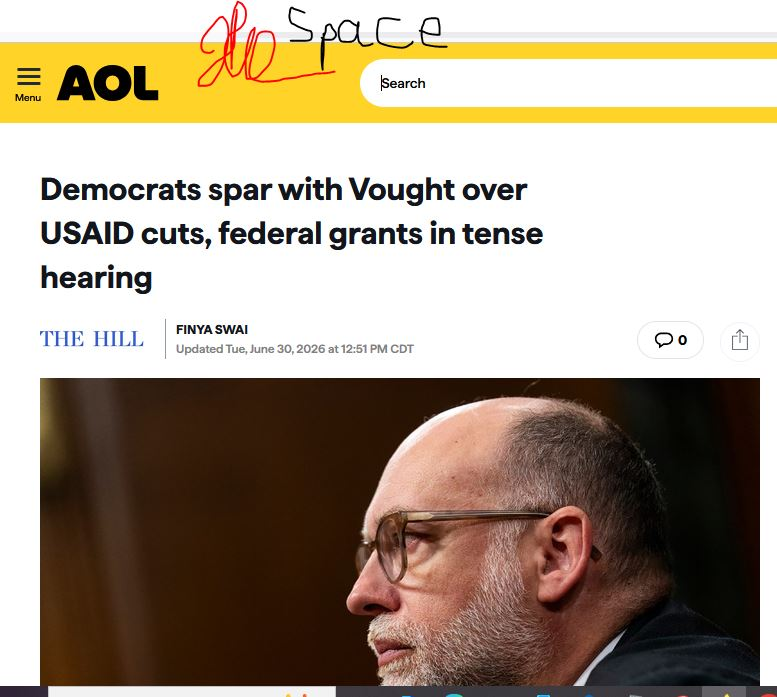 Space
Menu
AOL
Search
Democrats spar with Vought over
USAID cuts, federal grants in tense
hearing
THE HILL
FINYA SWAI
Updated Tue, June 30, 2026 at 12:51 PM CDT
0